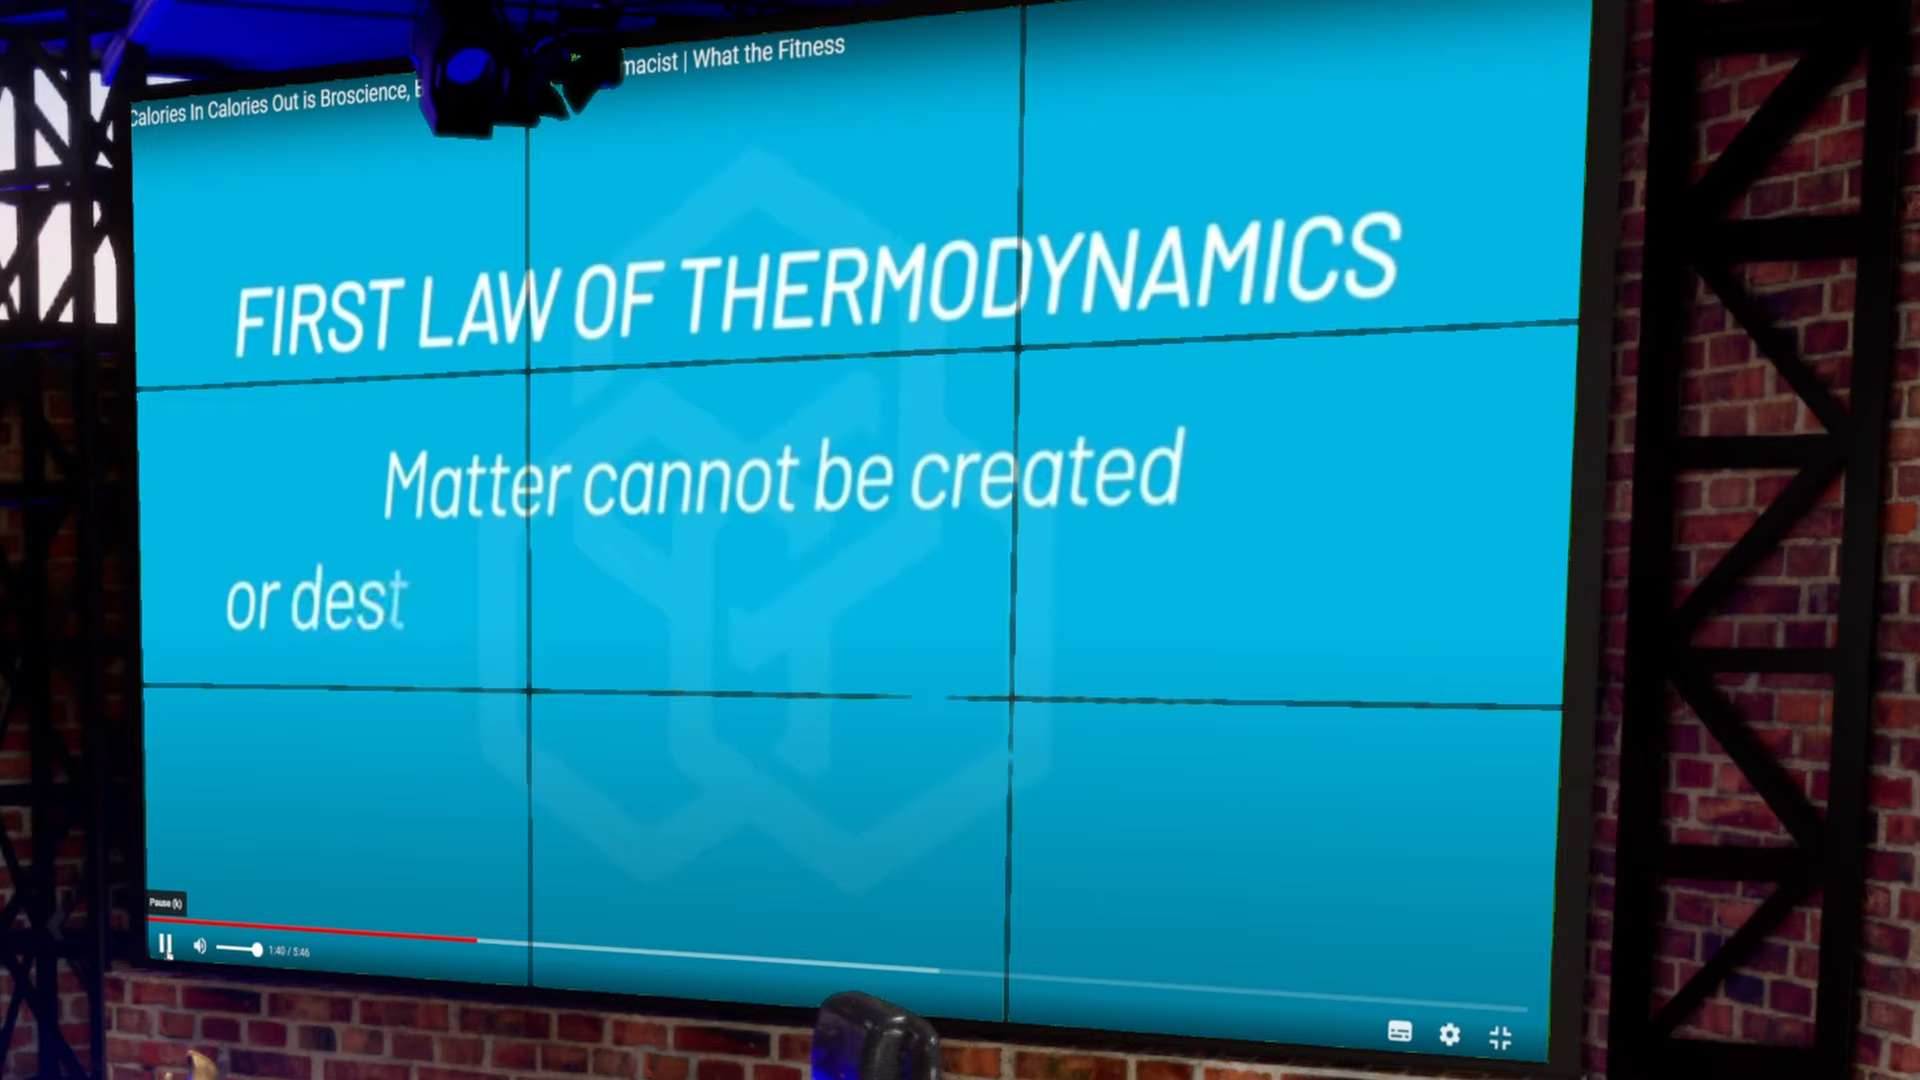 Calories In Calories Out is Broscience, | What the Fitness
FIRST LAW OF THERMODYNAMICS
Matter cannot be created
or dest
Pause (k)
1:40 / 5:46